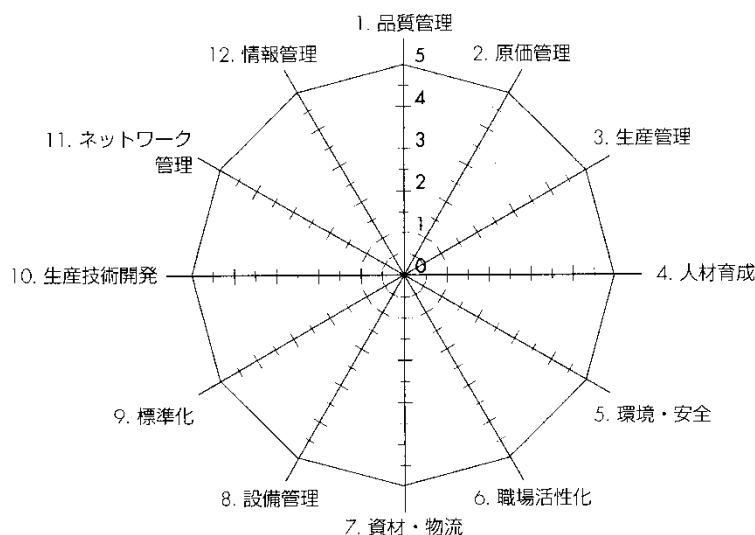 1. 品質管理
2. 原価管理
3. 生産管理
4. 人材育成
5. 環境・安全
6. 職場活性化
7. 資材・物流
8. 設備管理
9. 標準化
10. 生産技術開発
11. ネットワーク
管理
12. 情報管理
5
4
3
2
1
0